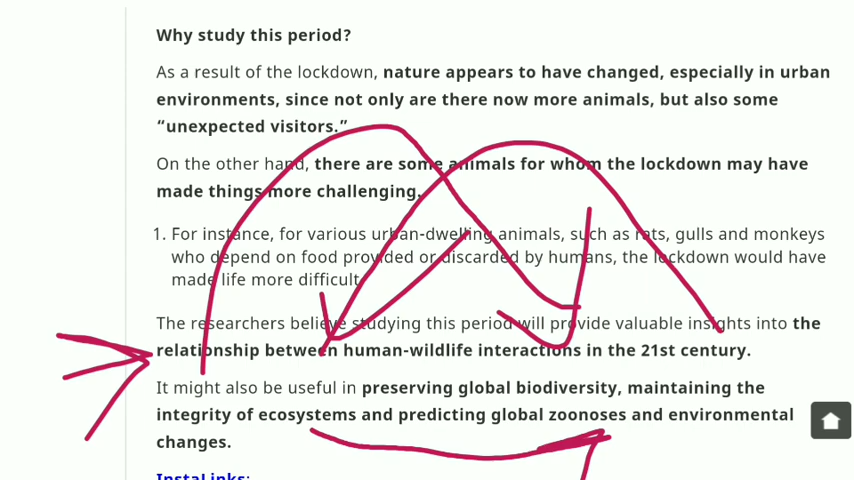 Why study this period?
As a result of the lockdown, nature appears to have changed, especially in urban
environments, since not only are there now more animals, but also some
“unexpected visitors.”
On the other hand, there are some animals for whom the lockdown may have
made things more challenging.
1. For instance, for various urban-dwelling animals, such as rats, gulls and monkeys
who depend on food provided or discarded by humans, the lockdown would have
made life more difficult
The researchers believe studying this period will provide valuable insights into the
relationship between human-wildlife interactions in the 21st century.
It might also be useful in preserving global biodiversity, maintaining the
integrity of ecosystems and predicting global zoonoses and environmental
changes.
InstaLinks: